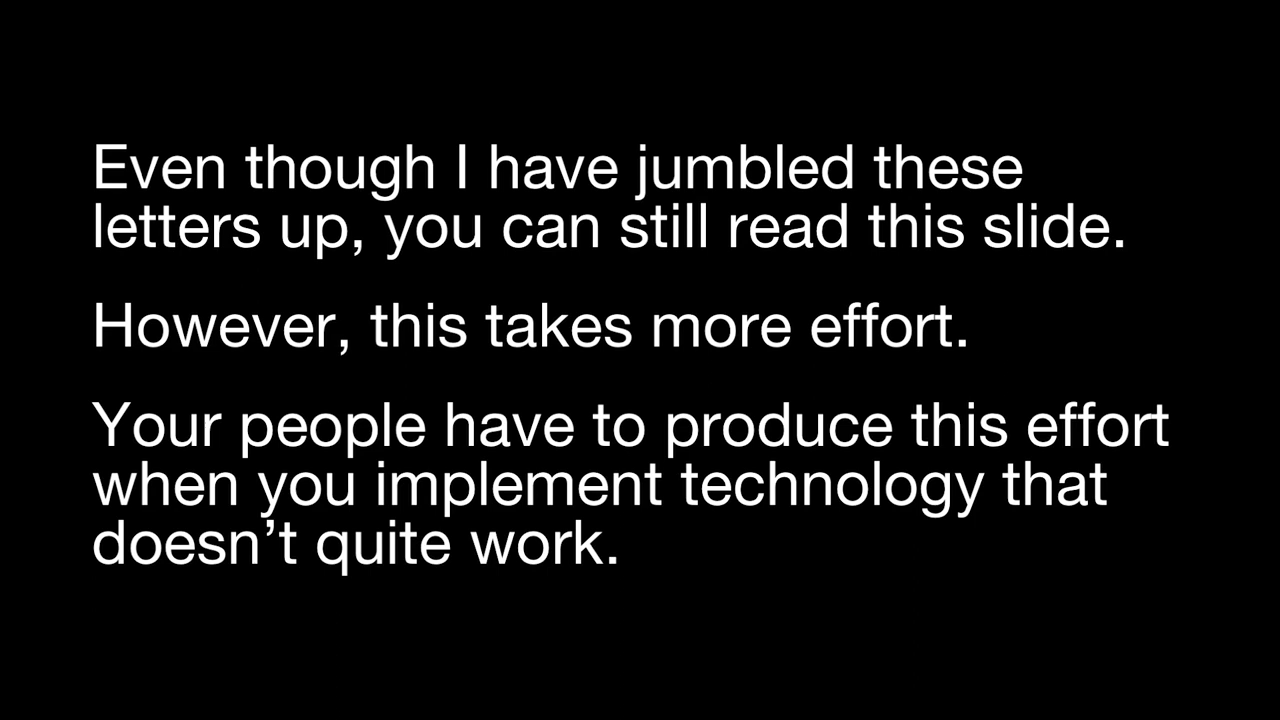 Even though I have jumbled these
letters up, you can still read this slide.
However, this takes more effort.
Your people have to produce this effort
when you implement technology that
doesn’t quite work.